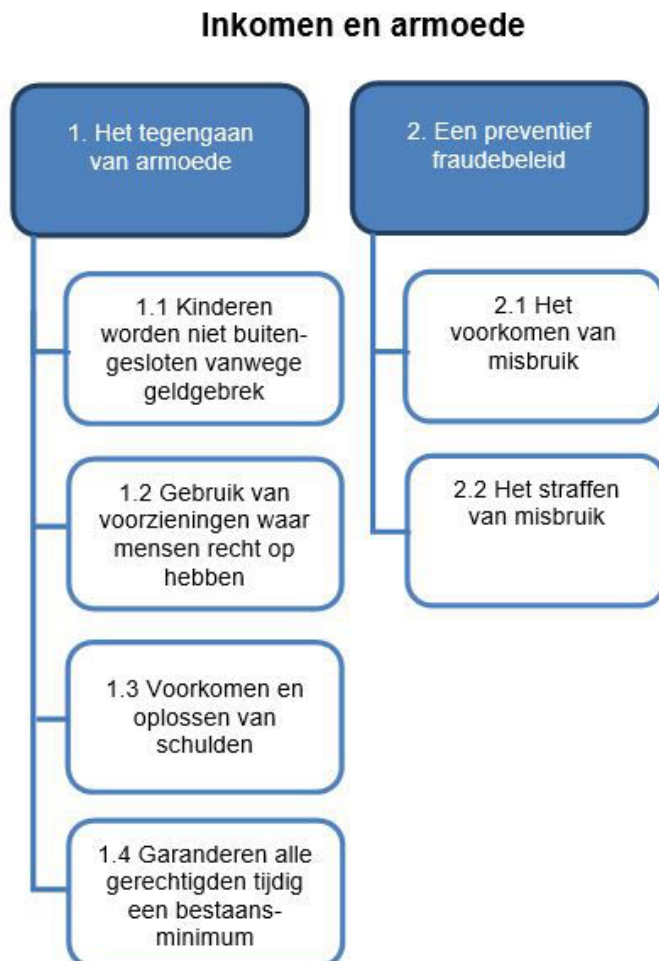 Inkomen en armoede
1. Het tegengaan
van armoede
2. Een preventief
fraudebeleid
1.1 Kinderen
worden niet buiten-
gesloten vanwege
geldgebrek
2.1 Het
voorkomen van
misbruik
1.2 Gebruik van
voorzieningen waar
mensen recht op
hebben
2.2 Het straffen
van misbruik
1.3 Voorkomen en
oplossen van
schulden
1.4 Garanderen alle
gerechtigden tijdig
een bestaans-
minimum